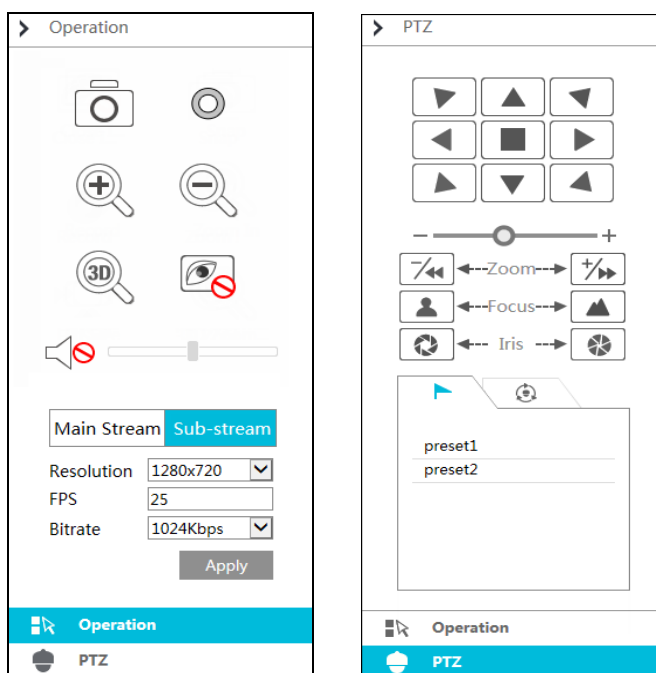 Operation
3D
Main Stream Sub-stream
Resolution 1280x720
FPS 25
Bitrate 1024Kbps
Apply
Operation
PTZ
PTZ
- +
−/◀◀ ◀---Zoom---▶ +/▶▶
◀---Focus---▶
◀--- Iris ---▶
preset1
preset2
Operation
PTZ